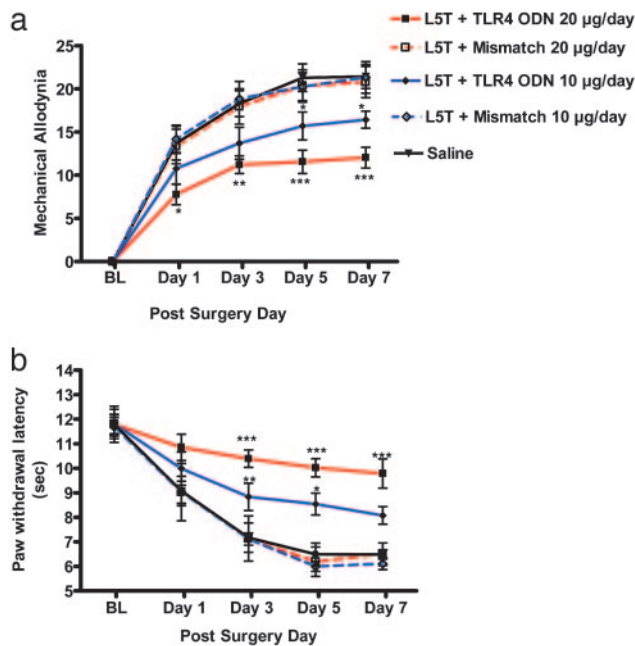 a
L5T + TLR4 ODN 20 µg/day
L5T + Mismatch 20 µg/day
L5T + TLR4 ODN 10 µg/day
L5T + Mismatch 10 µg/day
Saline
Mechanical Allodynia
25
20
15
10
5
0
*
**
***
***
*
*
BL
Day 1
Day 3
Day 5
Day 7
Post Surgery Day
b
Paw withdrawal latency
(sec)
14
13
12
11
10
9
8
7
6
5
***
***
***
**
*
BL
Day 1
Day 3
Day 5
Day 7
Post Surgery Day